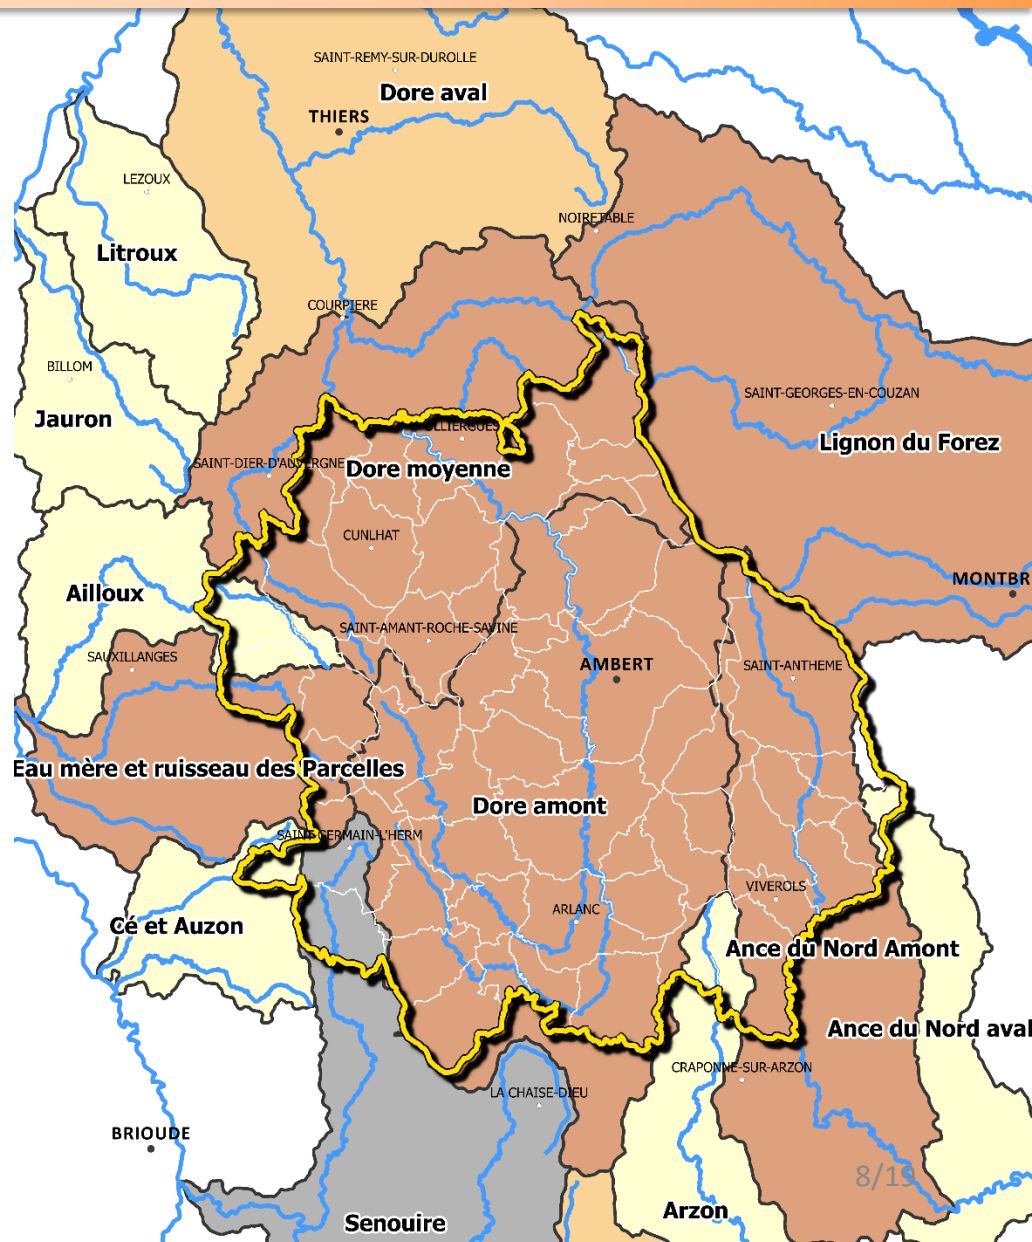 SAINT-REMY-SUR-DUROLLE
Dore aval
THIERS
LEZOUX
NOIRETABLE
Litroux
COURPIERE
BILLOM
SAINT-GEORGES-EN-COUZAN
Jauron
OLLIERGUES
Lignon du Forez
SAINT-DIER-D'AUVERGNE
Dore moyenne
CUNLHAT
MONTBR
Ailloux
SAINT-AMANT-ROCHE-SAVINE
SAUXILLANGES
AMBERT
SAINT-ANTHEME
Eau mère et ruisseau des Parcelles
Dore amont
SAINT-GERMAIN-L'HERM
VIVEROLS
ARLANC
Cé et Auzon
Ance du Nord Amont
Ance du Nord aval
CRAPONNE-SUR-ARZON
LA CHAISE-DIEU
BRIOUDE
8/19
Arzon
Senouire